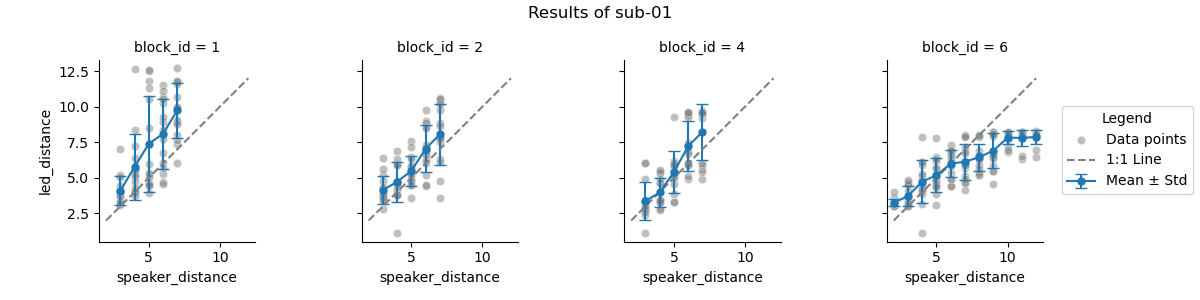 Results of sub-01
block_id = 1
block_id = 2
block_id = 4
block_id = 6
led_distance
12.5
10.0
7.5
5.0
2.5
5 10
5 10
5 10
5 10
speaker_distance
speaker_distance
speaker_distance
speaker_distance
Legend
Data points
1:1 Line
Mean ± Std